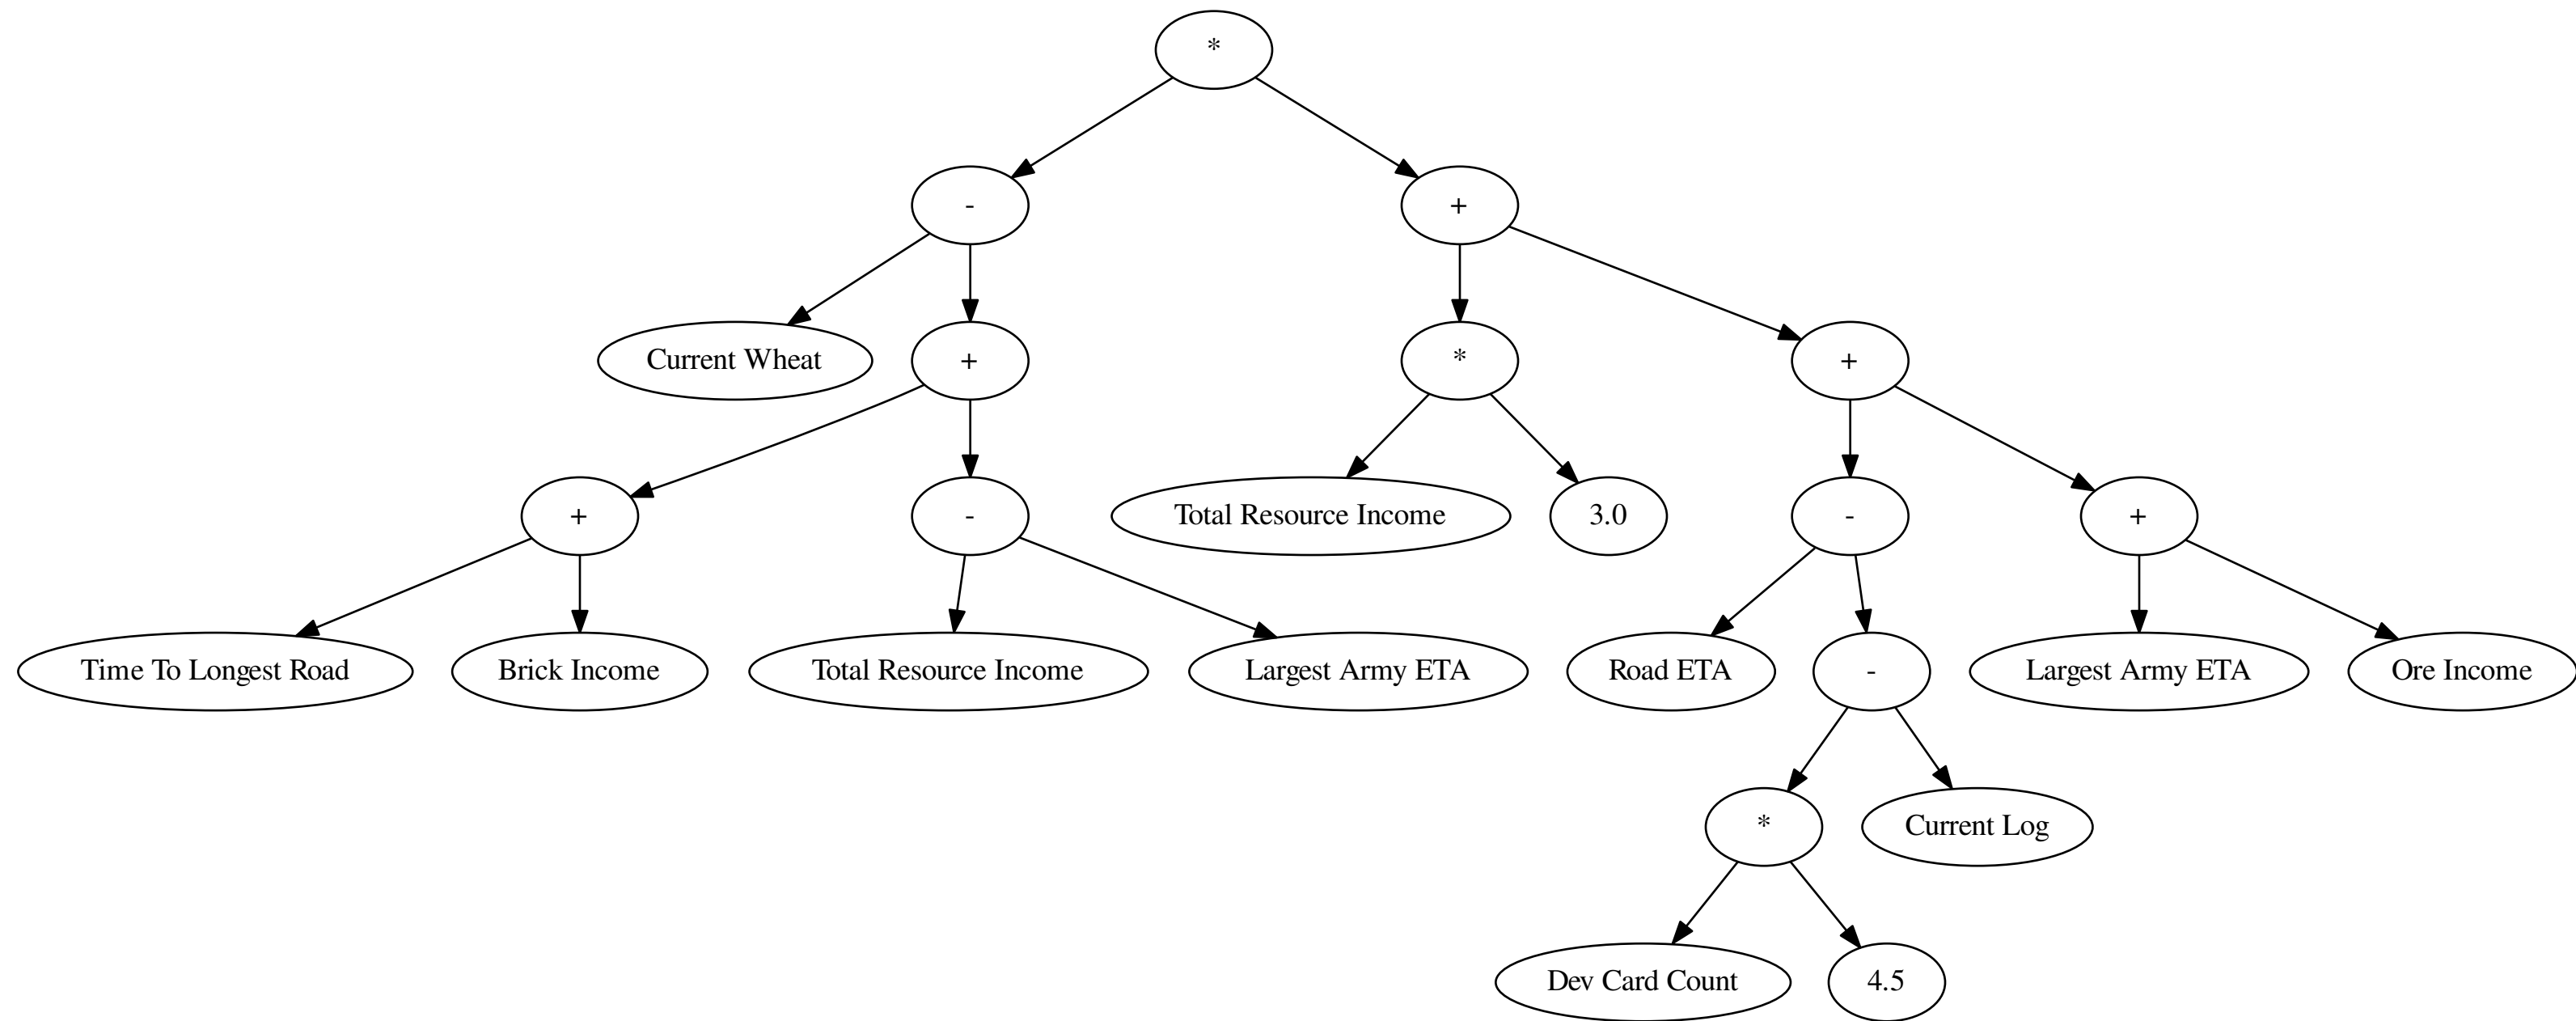 *
-
+
Current Wheat
+
*
+
+
-
Total Resource Income
3.0
-
+
Time To Longest Road
Brick Income
Total Resource Income
Largest Army ETA
Road ETA
-
Largest Army ETA
Ore Income
*
Current Log
Dev Card Count
4.5